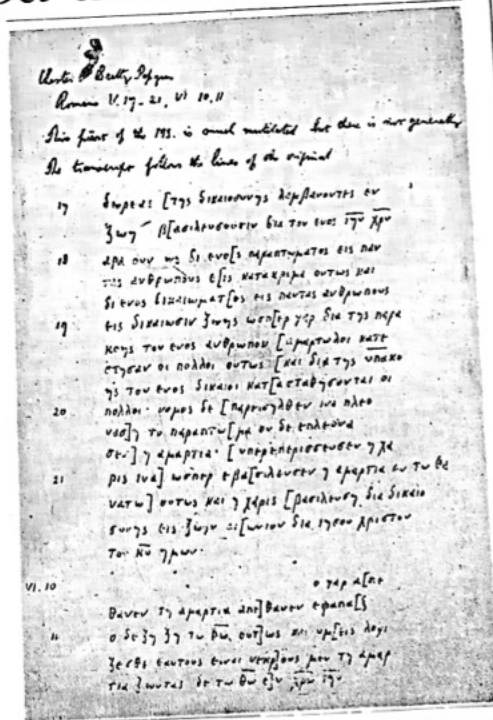 Chester Beatty Papyrus
Romans V. 17-21, VI 10, 11
This part of the MS. is much mutilated but there is not generally
The transcript follows the lines of the original
17 δωρεας [της δικαιοσυνης λαμβανοντες εν
ζωη β[ασιλευσουσιν δια του ενος ιην χρυ
18 αρα ουν ως δι ενο[ς παραπτωματος εις παν
τας ανθρωπους ε[ις κατακριμα ουτως και
δι ενος δικαιωματ[ος εις παντας ανθρωπους
19 εις δικαιωσιν ζωης ωσπ[ερ γαρ δια της παρα
κοης του ενος ανθρωπου [αμαρτωλοι κατε
στησαν οι πολλοι ουτως [και δια της υπακο
ης του ενος δικαιοι κατ[ασταθησονται οι
20 πολλοι · νομος δε [παρεισηλθεν ινα πλεο
νασ]η το παραπτω[μα ου δε επλεονα
σεν] η αμαρτια · [υπερεπερισσευσεν η χα
21 ρις ινα] ωσπερ εβα[σιλευσεν η αμαρτια εν τω θα
νατω] ουτως και η χαρις [βασιλευση δια δικαιο
συνης εις ζωην αι[ωνιον δια ιησου χριστου
του κυ ημων ·
VI. 10 ο γαρ α[πε
θανεν τη αμαρτια απε]θανεν εφαπα[ξ
11 ο δε ζη ζη τω θω. ουτ]ως και υμ[εις λογι
ζεσθε εαυτους ειναι νεκρ]ους μεν τη αμαρ
τια ζωντας δε τω θω ε]ν χρω ιην